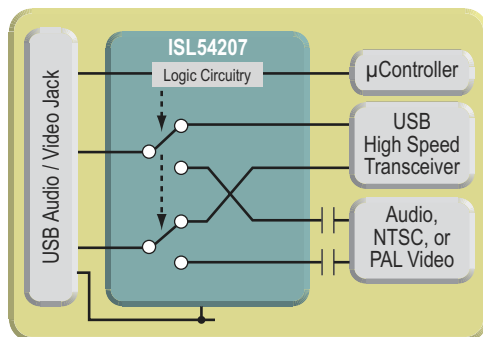 ISL54207
Logic Circuitry
µController
USB Audio / Video Jack
USB
High Speed
Transceiver
Audio,
NTSC, or
PAL Video